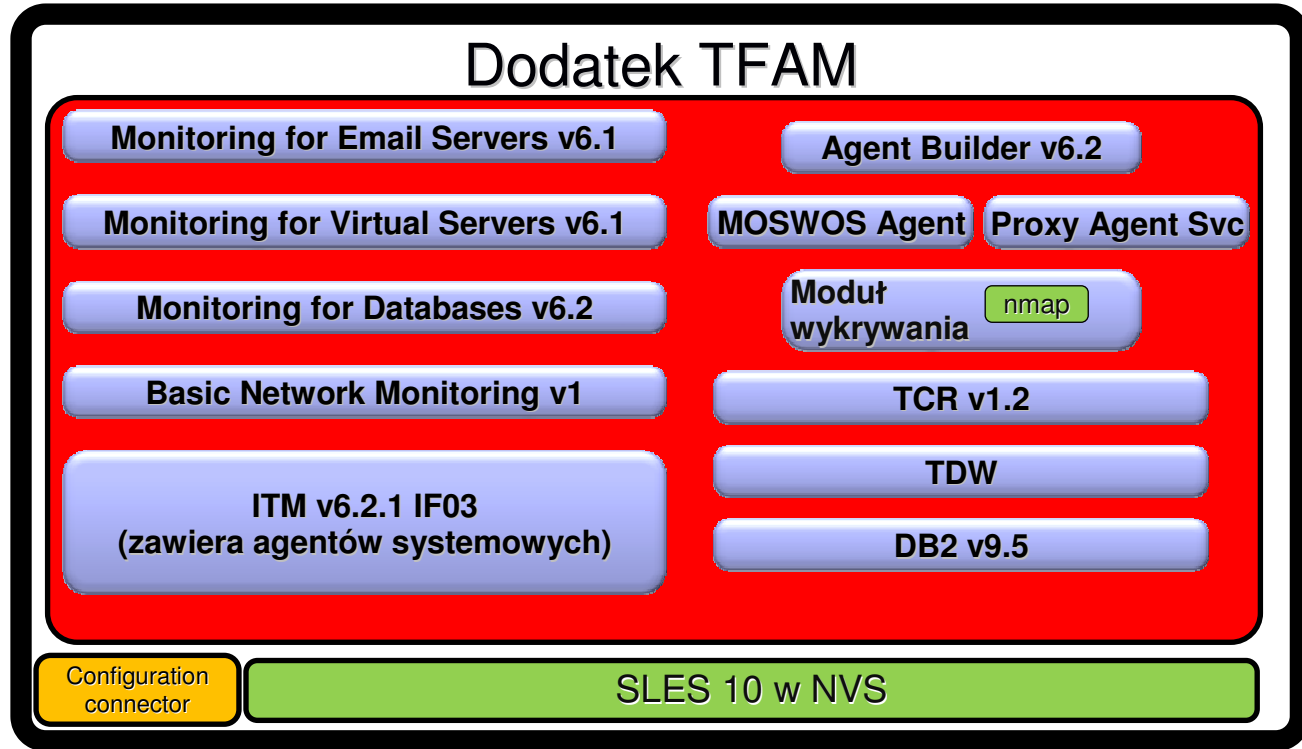 Dodatek TFAM
Monitoring for Email Servers v6.1
Monitoring for Virtual Servers v6.1
Monitoring for Databases v6.2
Basic Network Monitoring v1
ITM v6.2.1 IF03
(zawiera agentów systemowych)
Agent Builder v6.2
MOSWOS Agent
Proxy Agent Svc
Moduł
wykrywania
nmap
TCR v1.2
TDW
DB2 v9.5
Configuration
connector
SLES 10 w NVS